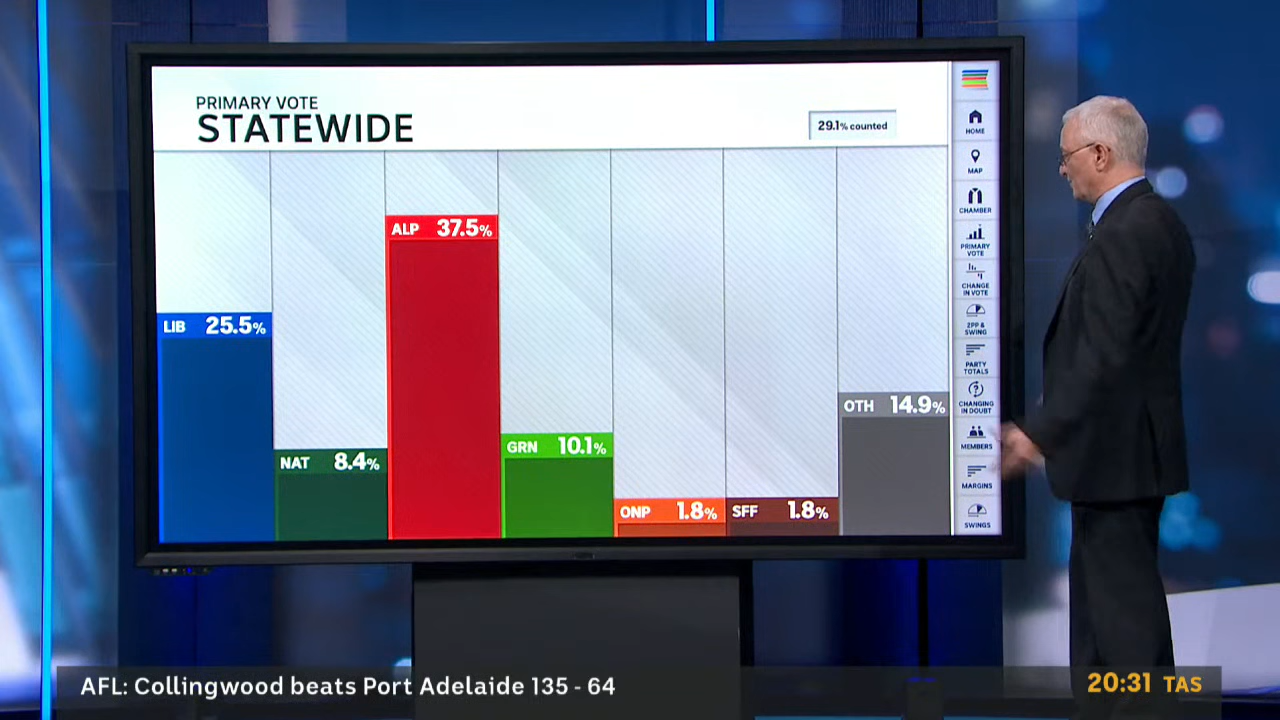 PRIMARY VOTE
STATEWIDE
29.1% counted
LIB 25.5%
NAT 8.4%
ALP 37.5%
GRN 10.1%
ONP 1.8%
SFF 1.8%
OTH 14.9%
HOME
MAP
CHAMBER
PRIMARY
VOTE
CHANGE
IN VOTE
2PP &
SWING
PARTY
TOTALS
CHANGING
IN DOUBT
MEMBERS
MARGINS
SWINGS
AFL: Collingwood beats Port Adelaide 135 - 64
20:31 TAS